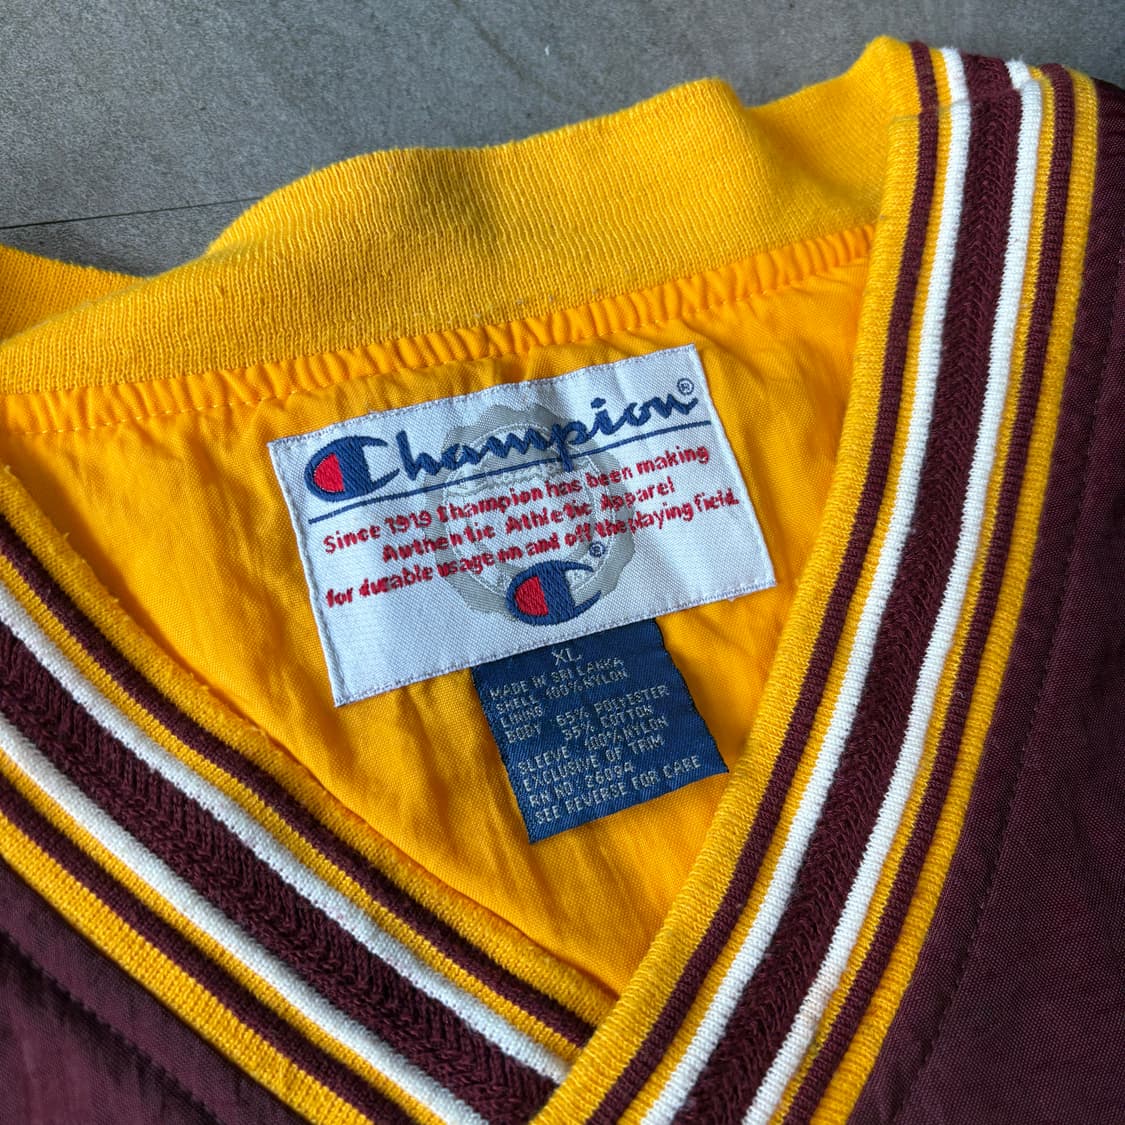 Champion®
Since 1919 Champion has been making
Authentic Athletic Apparel
for durable usage on and off the playing field.
®
XL
MADE IN SRI LANKA
SHELL 100% NYLON
LINING
BODY 65% POLYESTER
35% COTTON
SLEEVE 100% NYLON
EXCLUSIVE OF TRIM
RN NO. 26094
SEE REVERSE FOR CARE